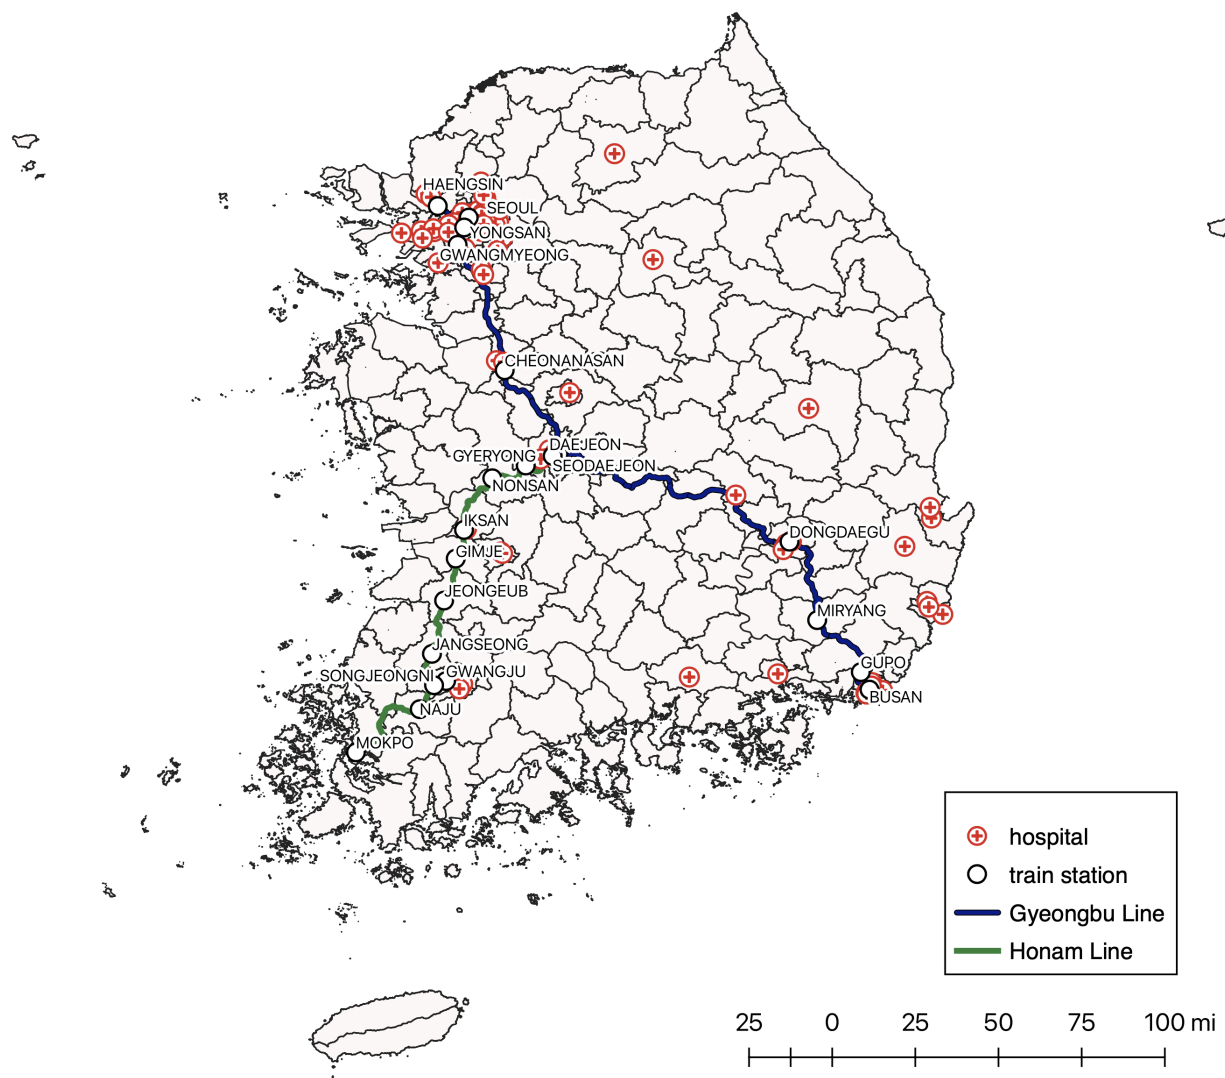 HAENGSIN
SEOUL
YONGSAN
GWANGMYEONG
CHEONANASAN
DAEJEON
GYERYONG
SEODAEJEON
NONSAN
IKSAN
DONGDAEGU
GIMJE
JEONGEUB
MIRYANG
JANGSEONG
GUPO
SONGJEONGNI
GWANGJU
BUSAN
NAJU
MOKPO
hospital
train station
Gyeongbu Line
Honam Line
25 0 25 50 75 100 mi